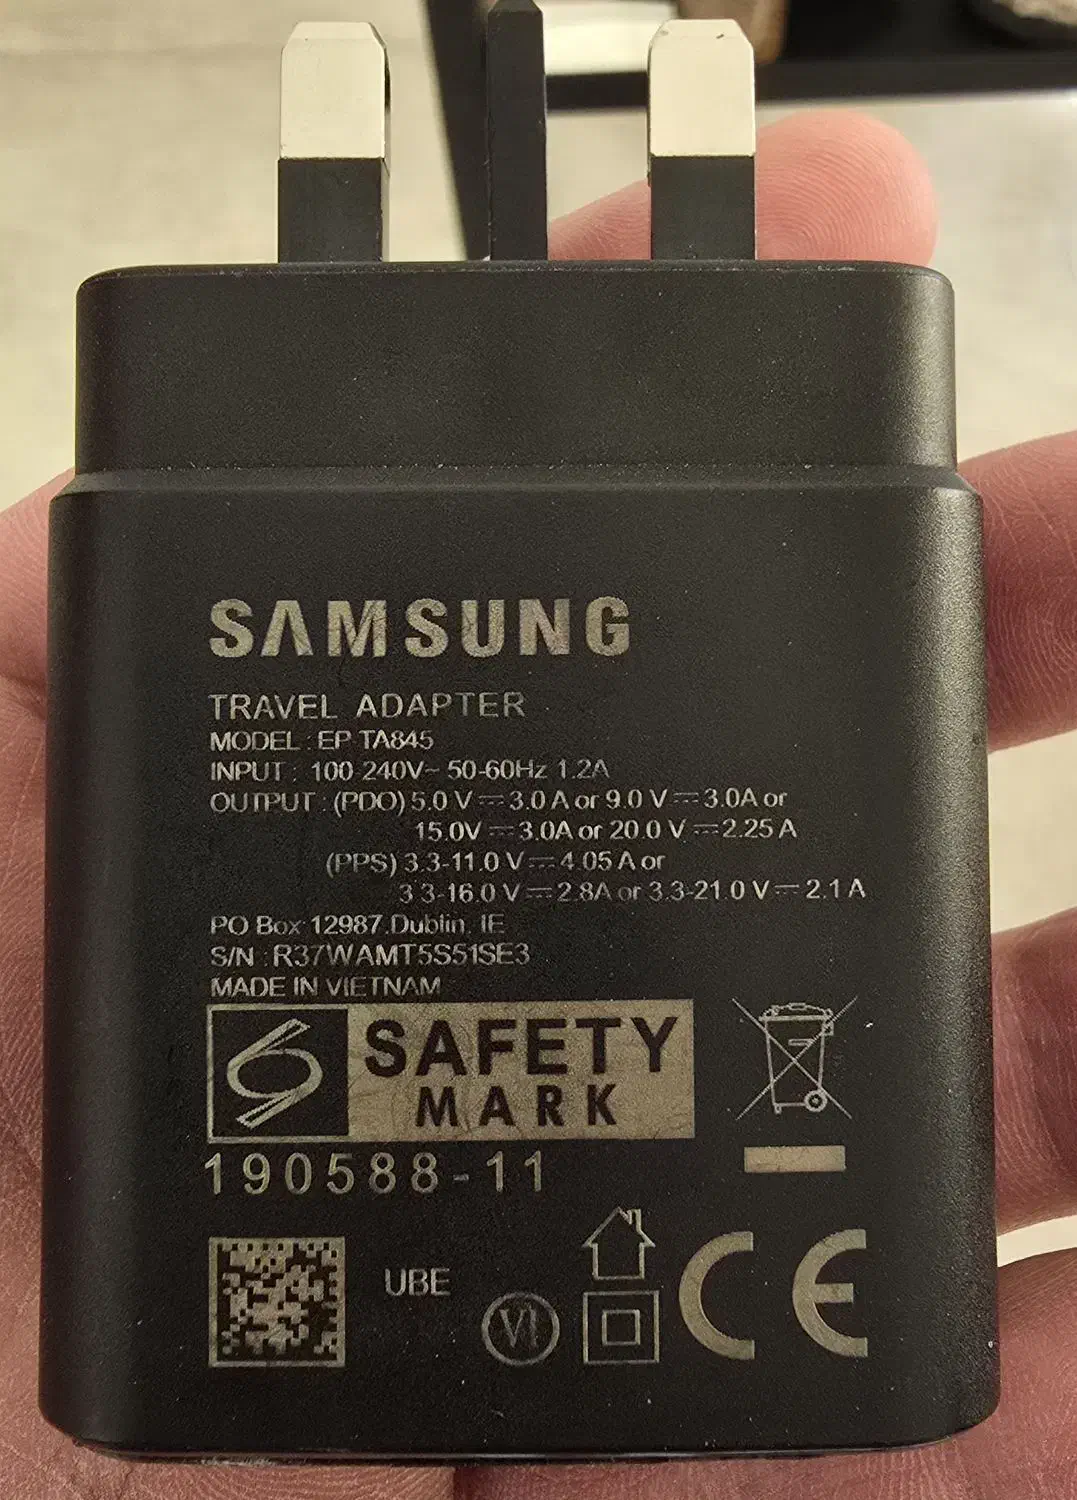 SAMSUNG
TRAVEL ADAPTER
MODEL : EP TA845
INPUT : 100 240V~ 50-60Hz 1.2A
OUTPUT : (PDO) 5.0 V⎓3.0 A or 9.0 V⎓3.0A or
15.0V⎓3.0A or 20.0 V⎓2.25 A
(PPS) 3.3-11.0 V⎓4.05 A or
3.3-16.0 V⎓2.8A or 3.3-21.0 V⎓2.1 A
PO Box 12987.Dublin. IE
S/N : R37WAMT5S51SE3
MADE IN VIETNAM
SAFETY
MARK
190588-11
UBE
VI
CE